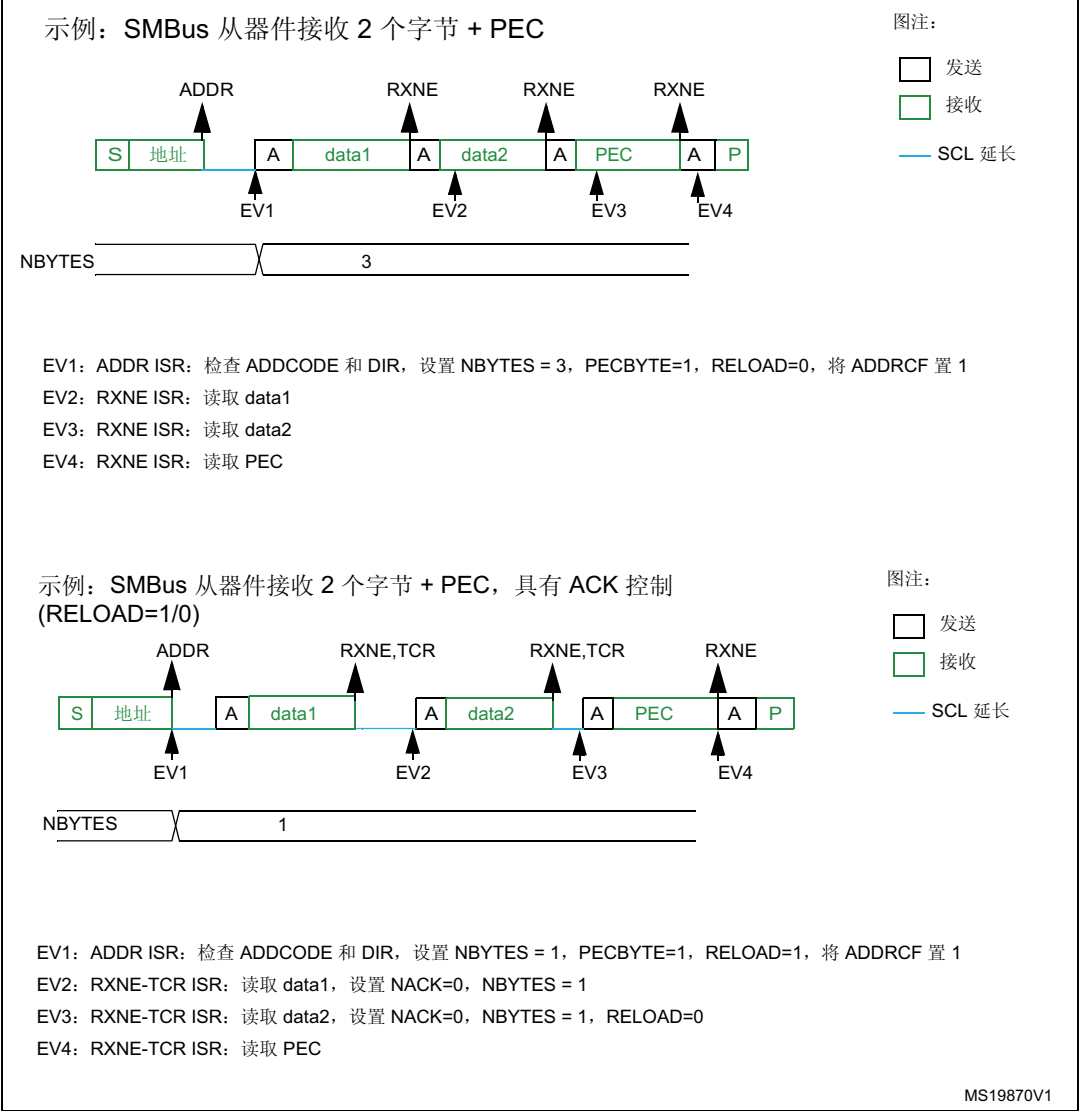 示例：SMBus 从器件接收 2 个字节 + PEC
图注：
发送
接收
SCL 延长
ADDR RXNE RXNE RXNE
S 地址 A data1 A data2 A PEC A P
EV1 EV2 EV3 EV4
NBYTES 3
EV1：ADDR ISR：检查 ADDCODE 和 DIR，设置 NBYTES = 3，PECBYTE=1，RELOAD=0，将 ADDRCF 置 1
EV2：RXNE ISR：读取 data1
EV3：RXNE ISR：读取 data2
EV4：RXNE ISR：读取 PEC
示例：SMBus 从器件接收 2 个字节 + PEC，具有 ACK 控制
(RELOAD=1/0)
图注：
发送
接收
SCL 延长
ADDR RXNE,TCR RXNE,TCR RXNE
S 地址 A data1 A data2 A PEC A P
EV1 EV2 EV3 EV4
NBYTES 1
EV1：ADDR ISR：检查 ADDCODE 和 DIR，设置 NBYTES = 1，PECBYTE=1，RELOAD=1，将 ADDRCF 置 1
EV2：RXNE-TCR ISR：读取 data1，设置 NACK=0，NBYTES = 1
EV3：RXNE-TCR ISR：读取 data2，设置 NACK=0，NBYTES = 1，RELOAD=0
EV4：RXNE-TCR ISR：读取 PEC
MS19870V1